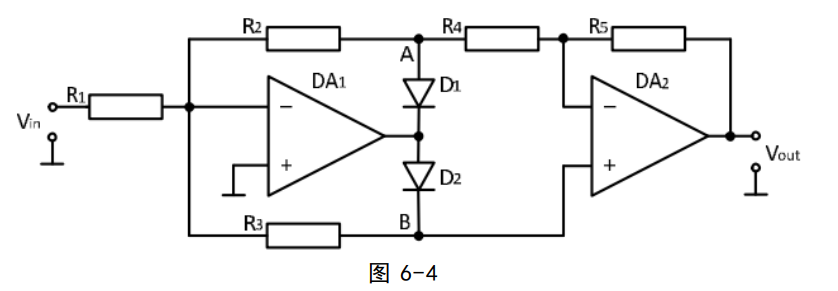 R2
R4
R5
A
DA1
D1
DA2
R1
Vin
−
+
−
+
Vout
D2
R3
B
图 6-4